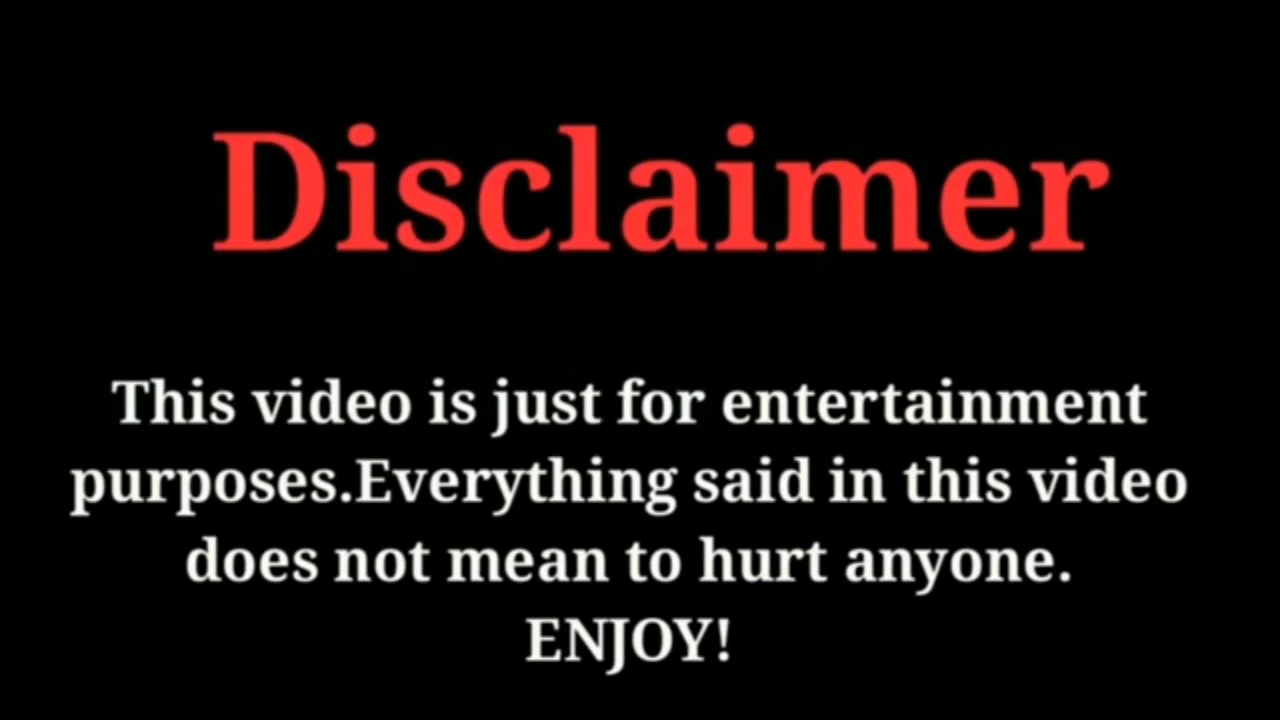 Disclaimer
This video is just for entertainment
purposes.Everything said in this video
does not mean to hurt anyone.
ENJOY!